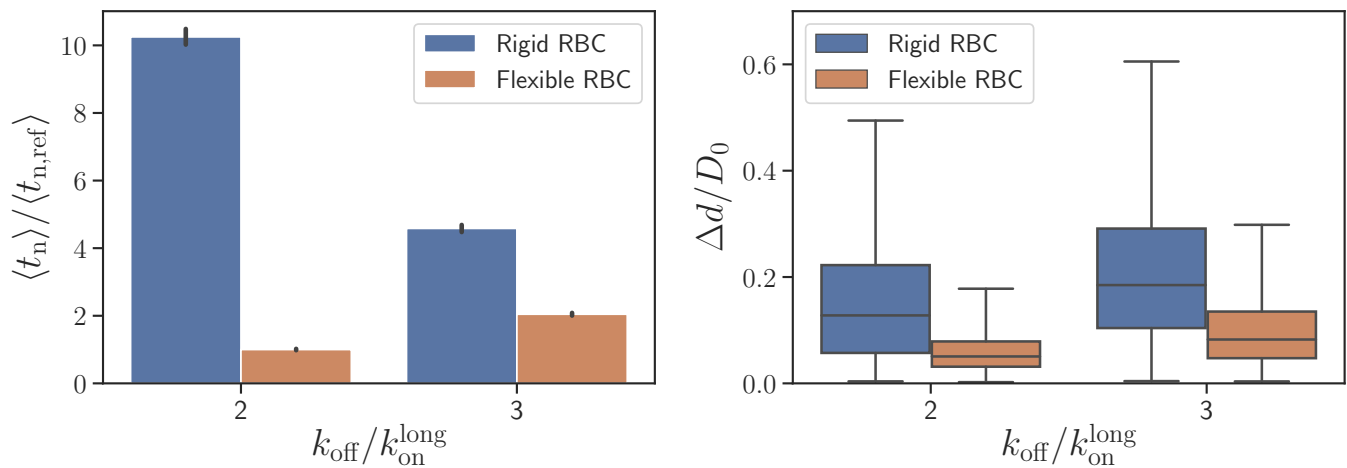 10
8
6
4
2
0
⟨t_n⟩/⟨t_n,ref⟩
Rigid RBC
Flexible RBC
2
3
k_off/k_on^long
0.6
0.4
0.2
0.0
Δd/D_0
Rigid RBC
Flexible RBC
2
3
k_off/k_on^long